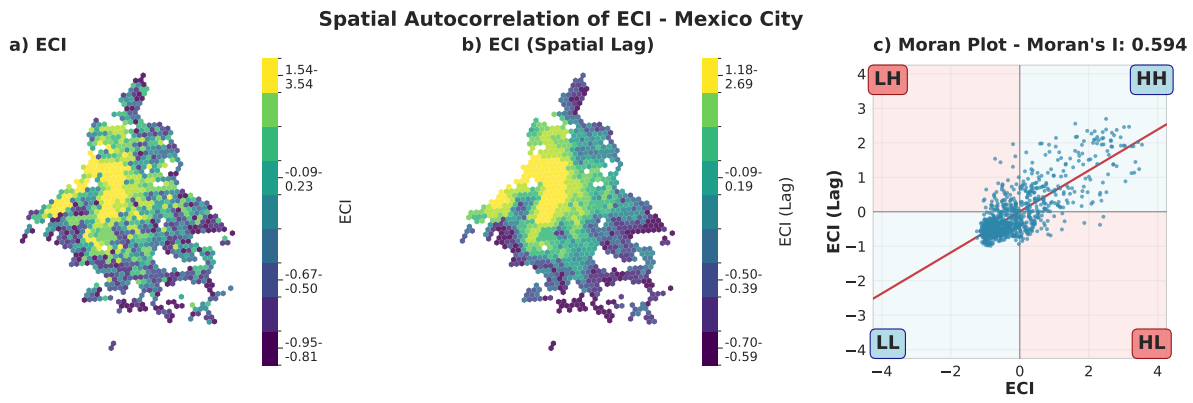 Spatial Autocorrelation of ECI - Mexico City
a) ECI
1.54-
3.54
-0.09-
0.23
-0.67-
-0.50
-0.95-
-0.81
ECI
b) ECI (Spatial Lag)
1.18-
2.69
-0.09-
0.19
-0.50-
-0.39
-0.70-
-0.59
ECI (Lag)
c) Moran Plot - Moran's I: 0.594
LH
HH
LL
HL
4
3
2
1
0
−1
−2
−3
−4
ECI (Lag)
−4
−2
0
2
4
ECI